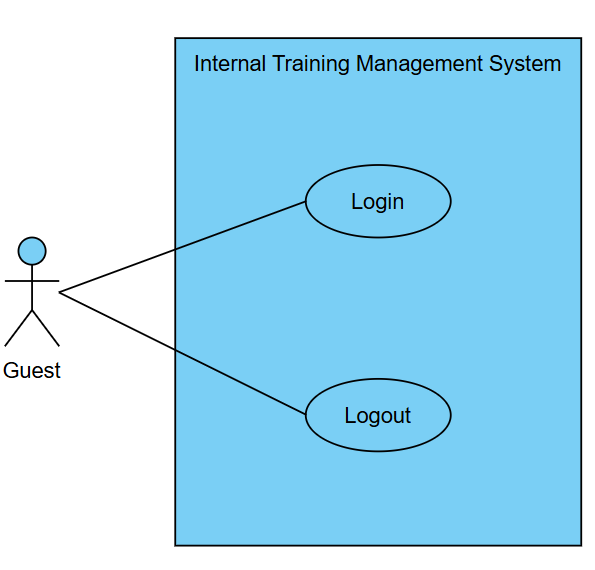 Internal Training Management System
Login
Guest
Logout